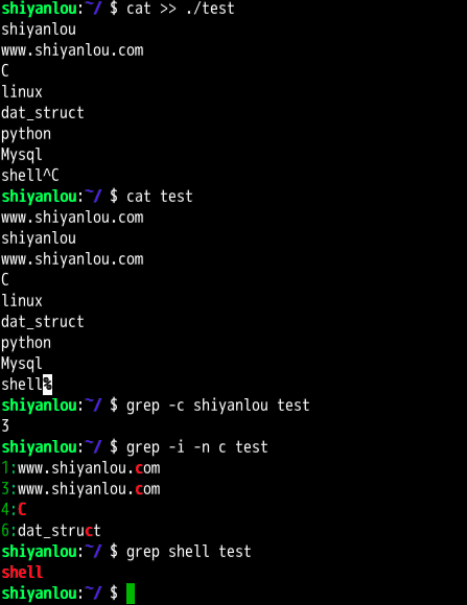 shiyanlou:~/ $ cat >> ./test
shiyanlou
www.shiyanlou.com
C
linux
dat_struct
python
Mysql
shell^C
shiyanlou:~/ $ cat test
www.shiyanlou.com
shiyanlou
www.shiyanlou.com
C
linux
dat_struct
python
Mysql
shell%
shiyanlou:~/ $ grep -c shiyanlou test
3
shiyanlou:~/ $ grep -i -n c test
1:www.shiyanlou.com
3:www.shiyanlou.com
4:C
6:dat_struct
shiyanlou:~/ $ grep shell test
shell
shiyanlou:~/ $